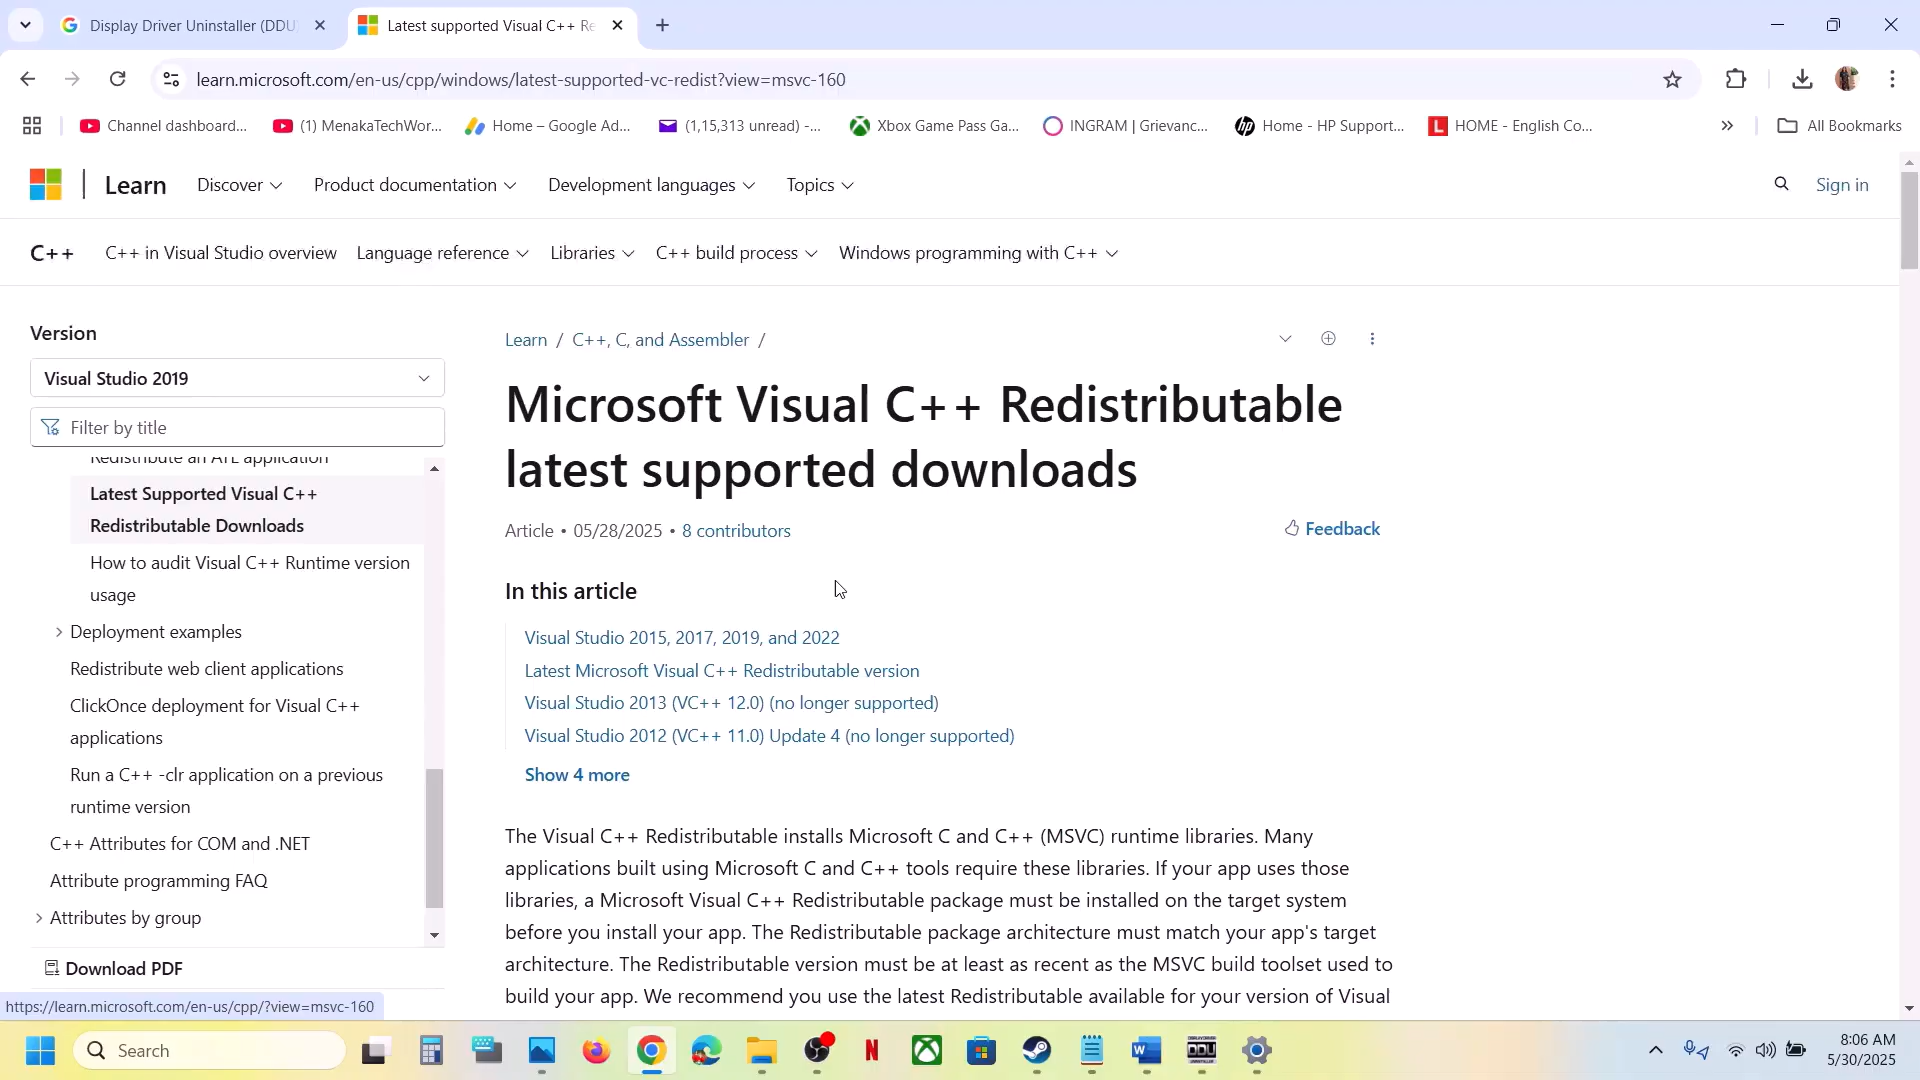 Display Driver Uninstaller (DDU
Latest supported Visual C++ Re
learn.microsoft.com/en-us/cpp/windows/latest-supported-vc-redist?view=msvc-160
Channel dashboard...
(1) MenakaTechWor...
Home – Google Ad...
(1,15,313 unread) -...
Xbox Game Pass Ga...
INGRAM | Grievanc...
Home - HP Support...
HOME - English Co...
All Bookmarks
Learn
Discover
Product documentation
Development languages
Topics
Sign in
C++
C++ in Visual Studio overview
Language reference
Libraries
C++ build process
Windows programming with C++
Version
Visual Studio 2019
Filter by title
Redistribute an ATL application
Latest Supported Visual C++
Redistributable Downloads
How to audit Visual C++ Runtime version
usage
Deployment examples
Redistribute web client applications
ClickOnce deployment for Visual C++
applications
Run a C++ -clr application on a previous
runtime version
C++ Attributes for COM and .NET
Attribute programming FAQ
Attributes by group
Download PDF
Learn / C++, C, and Assembler /
Microsoft Visual C++ Redistributable
latest supported downloads
Article • 05/28/2025 • 8 contributors
Feedback
In this article
Visual Studio 2015, 2017, 2019, and 2022
Latest Microsoft Visual C++ Redistributable version
Visual Studio 2013 (VC++ 12.0) (no longer supported)
Visual Studio 2012 (VC++ 11.0) Update 4 (no longer supported)
Show 4 more
The Visual C++ Redistributable installs Microsoft C and C++ (MSVC) runtime libraries. Many
applications built using Microsoft C and C++ tools require these libraries. If your app uses those
libraries, a Microsoft Visual C++ Redistributable package must be installed on the target system
before you install your app. The Redistributable package architecture must match your app's target
architecture. The Redistributable version must be at least as recent as the MSVC build toolset used to
build your app. We recommend you use the latest Redistributable available for your version of Visual
https://learn.microsoft.com/en-us/cpp/?view=msvc-160
Search
DDU
8:06 AM
5/30/2025